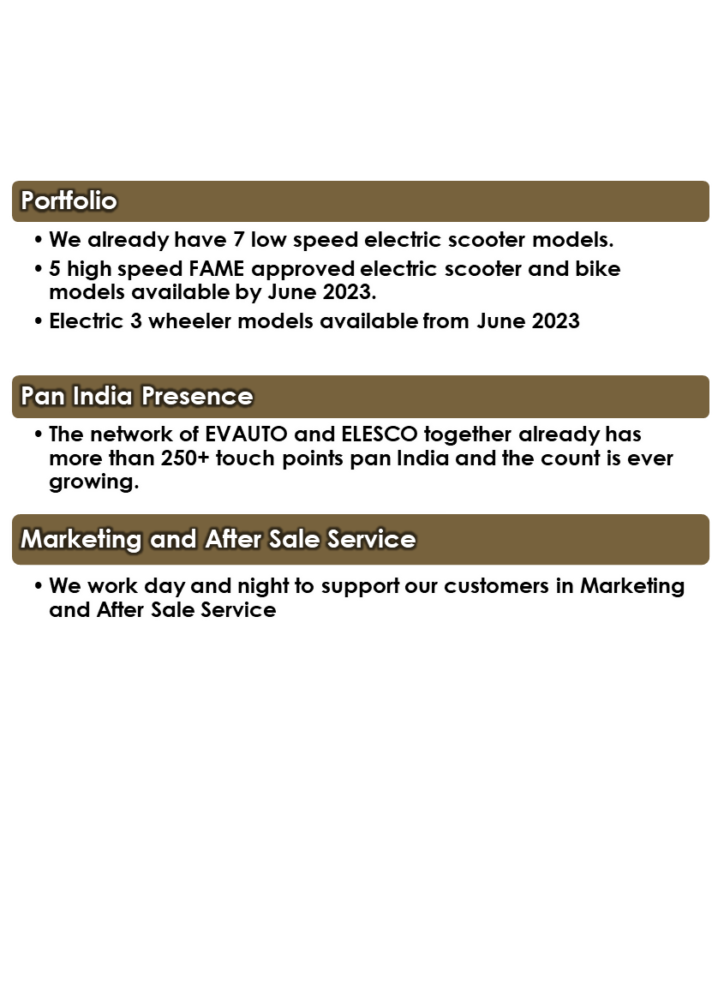 Portfolio
• We already have 7 low speed electric scooter models.
• 5 high speed FAME approved electric scooter and bike
models available by June 2023.
• Electric 3 wheeler models available from June 2023
Pan India Presence
• The network of EVAUTO and ELESCO together already has
more than 250+ touch points pan India and the count is ever
growing.
Marketing and After Sale Service
• We work day and night to support our customers in Marketing
and After Sale Service